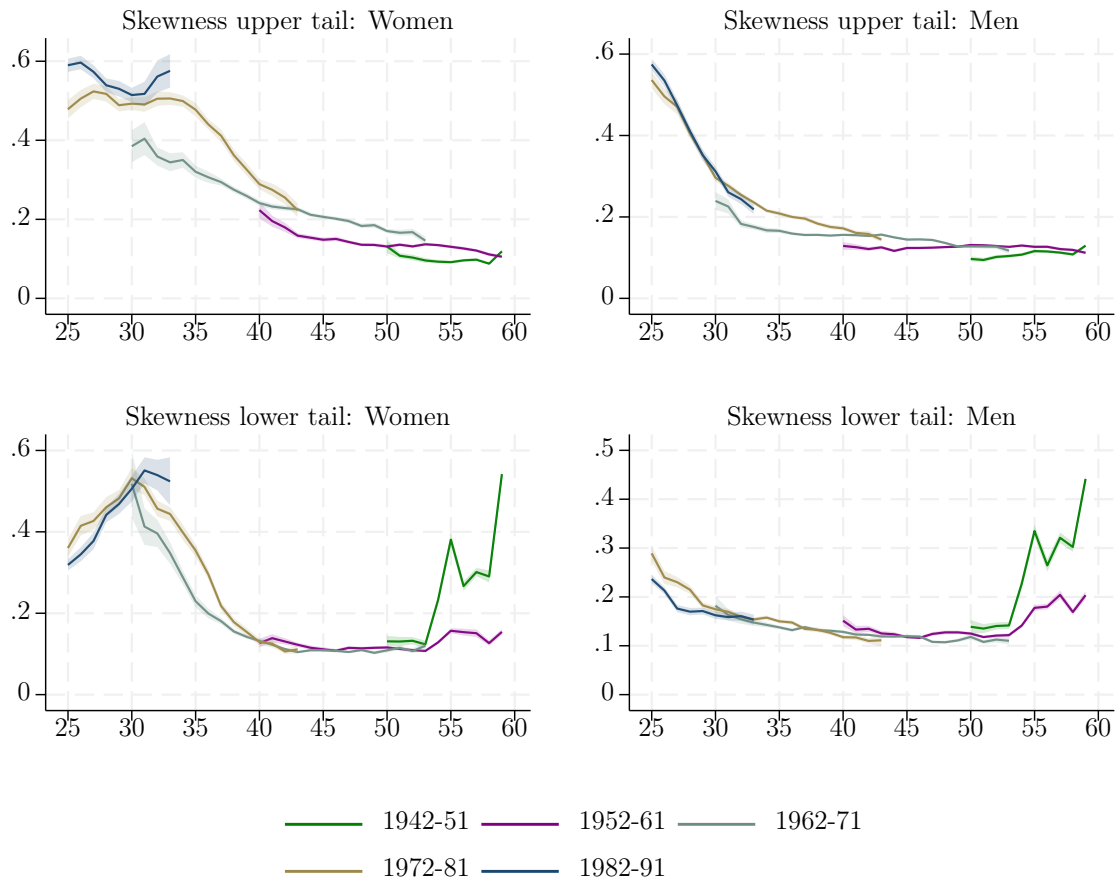 Skewness upper tail: Women
.6
.4
.2
0
25 30 35 40 45 50 55 60
Skewness upper tail: Men
.6
.4
.2
0
25 30 35 40 45 50 55 60
Skewness lower tail: Women
.6
.4
.2
0
25 30 35 40 45 50 55 60
Skewness lower tail: Men
.5
.4
.3
.2
.1
0
25 30 35 40 45 50 55 60
1942-51 1952-61 1962-71
1972-81 1982-91